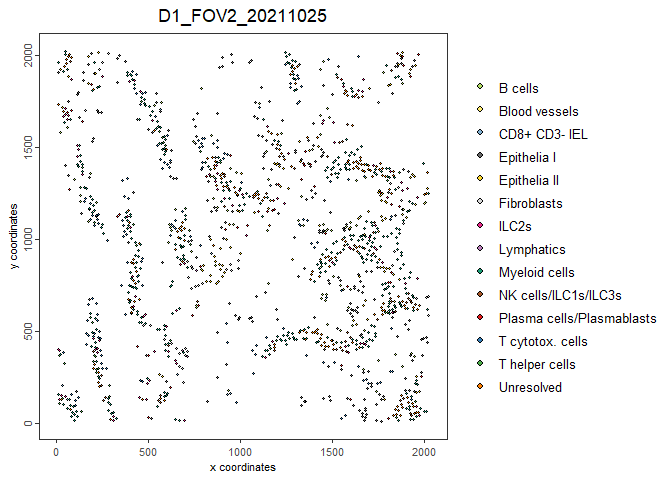 D1_FOV2_20211025
y coordinates
2000
1500
1000
500
0
0 500 1000 1500 2000
x coordinates
B cells
Blood vessels
CD8+ CD3- IEL
Epithelia I
Epithelia II
Fibroblasts
ILC2s
Lymphatics
Myeloid cells
NK cells/ILC1s/ILC3s
Plasma cells/Plasmablasts
T cytotox. cells
T helper cells
Unresolved